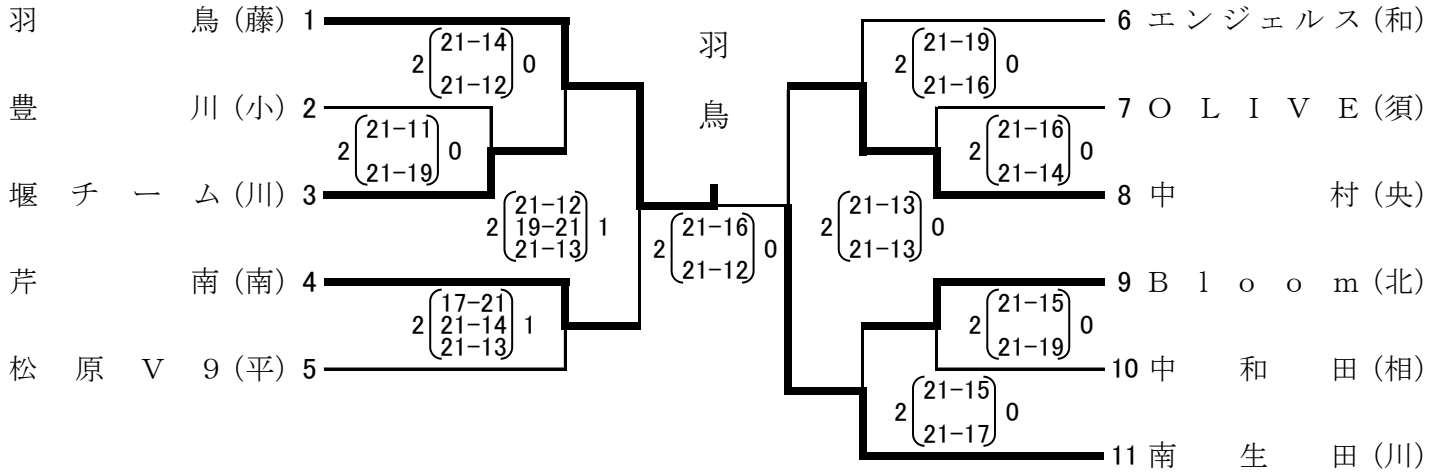 羽鳥(藤) 1
豊川(小) 2
堰チーム(川) 3
芹南(南) 4
松原V9(平) 5
2 21-14 21-12 0
2 21-11 21-19 0
2 21-12 19-21 21-13 1
2 17-21 21-14 21-13 1
羽鳥
2 21-16 21-12 0
2 21-19 21-16 0
2 21-16 21-14 0
2 21-13 21-13 0
2 21-15 21-19 0
2 21-15 21-17 0
6 エンジェルス(和)
7 OLIVE(須)
8 中村(央)
9 Bloom(北)
10 中和田(相)
11 南生田(川)